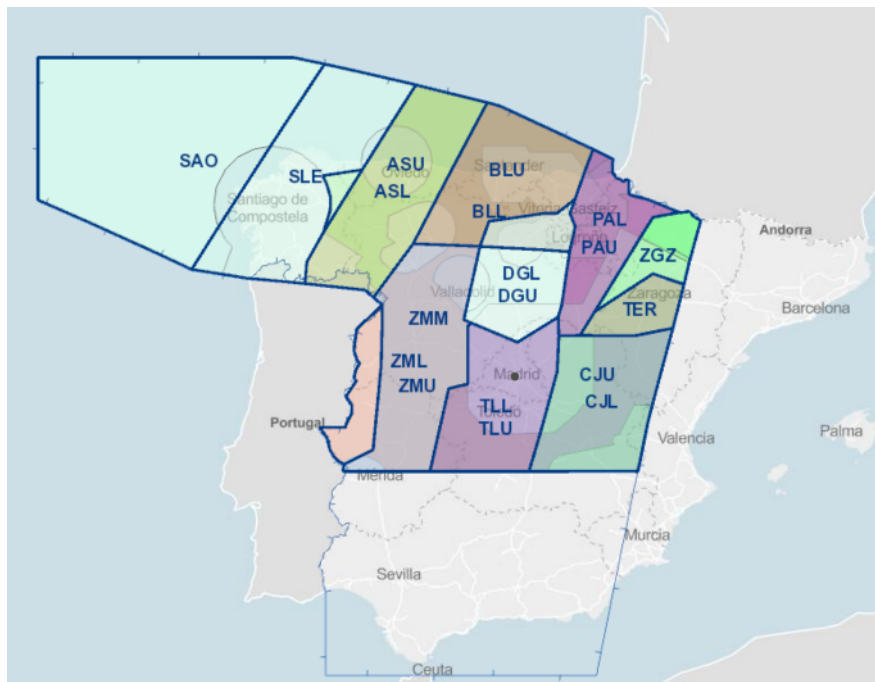 SAO
SLE
ASU
ASL
Oviedo
Santiago de
Compostela
BLU
Santander
BLL
Vitoria-Gasteiz
Logroño
PAL
PAU
ZGZ
Andorra
Zaragoza
Barcelona
DGL
DGU
Valladolid
ZMM
TER
ZML
ZMU
Madrid
CJU
CJL
TLL
Toledo
TLU
Portugal
Valencia
Palma
Mérida
Murcia
Sevilla
Ceuta